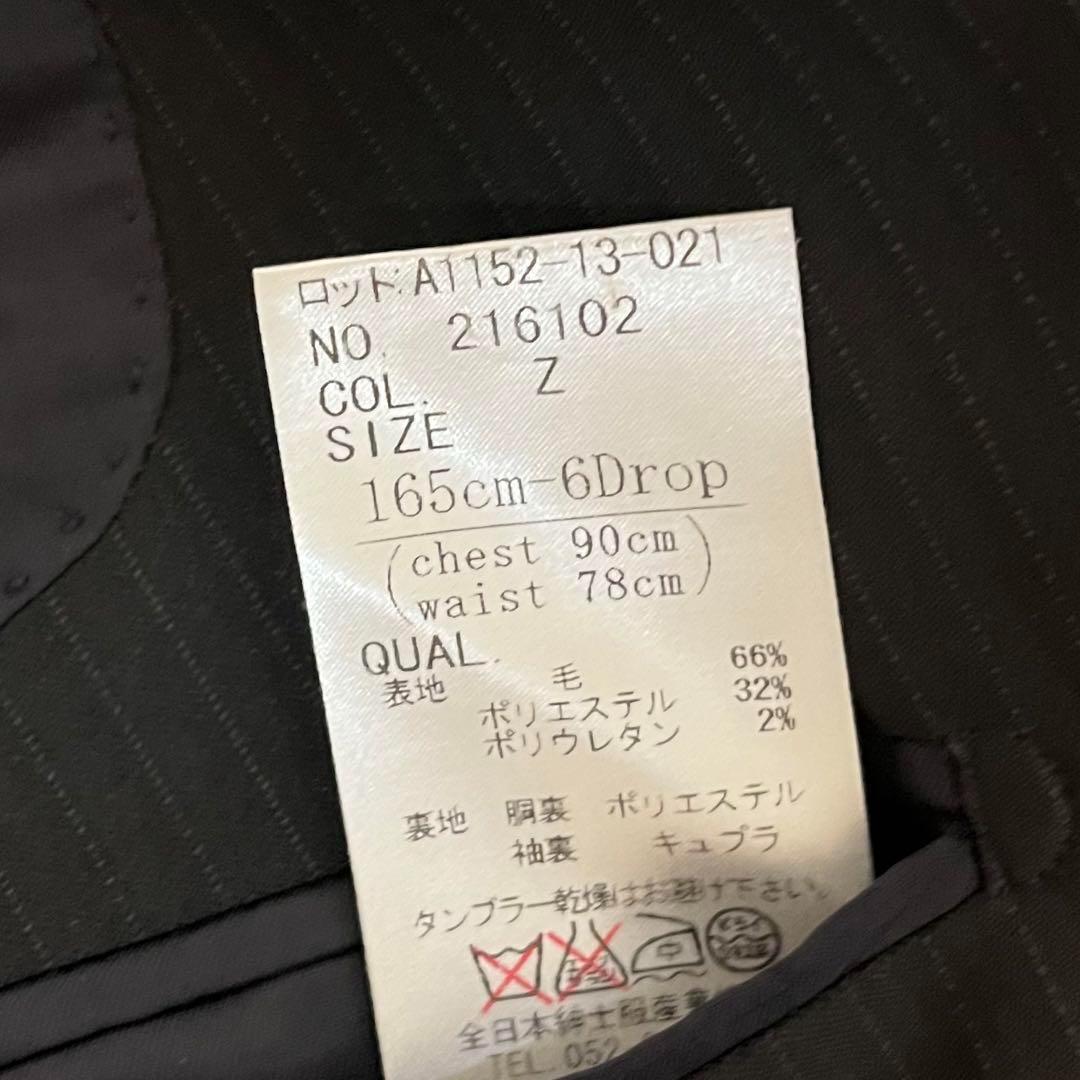 ロット:A1152-13-021
NO. 216102
COL. Z
SIZE
165cm-6Drop
(chest 90cm
waist 78cm)
QUAL.
表地 毛 66%
ポリエステル 32%
ポリウレタン 2%
裏地 胴裏 ポリエステル
袖裏 キュプラ
タンブラー乾燥はお避け下さい。
中
全日本紳士服産業
TEL.052